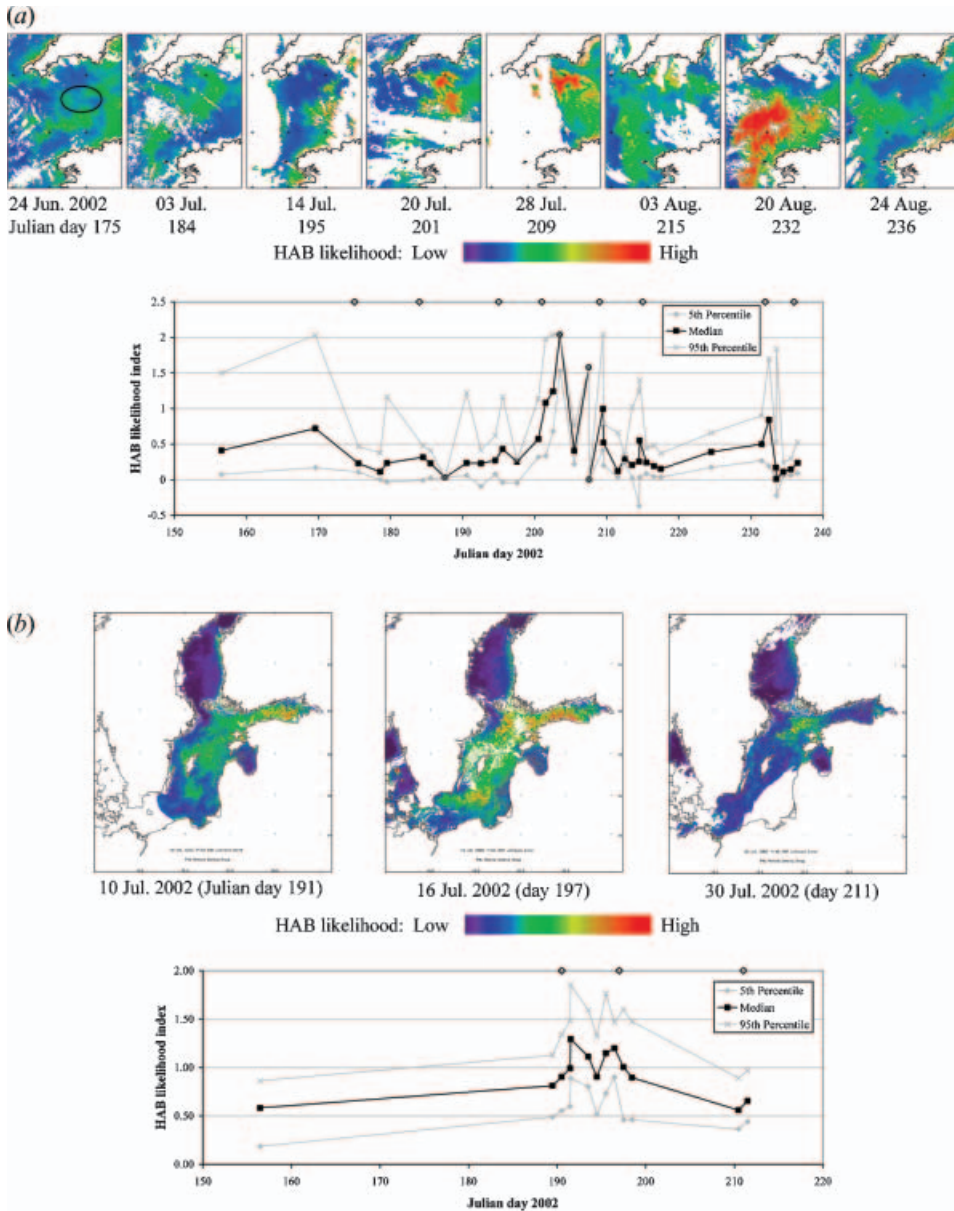 (a)
24 Jun. 2002 03 Jul. 14 Jul. 20 Jul. 28 Jul. 03 Aug. 20 Aug. 24 Aug.
Julian day 175 184 195 201 209 215 232 236
HAB likelihood: Low High
2.5
2
1.5
1
0.5
0
-0.5
HAB likelihood index
5th Percentile
Median
95th Percentile
150 160 170 180 190 200 210 220 230 240
Julian day 2002
(b)
10 Jul. 2002 (Julian day 191) 16 Jul. 2002 (day 197) 30 Jul. 2002 (day 211)
HAB likelihood: Low High
2.00
1.50
1.00
0.50
0.00
HAB likelihood index
5th Percentile
Median
95th Percentile
150 160 170 180 190 200 210 220
Julian day 2002